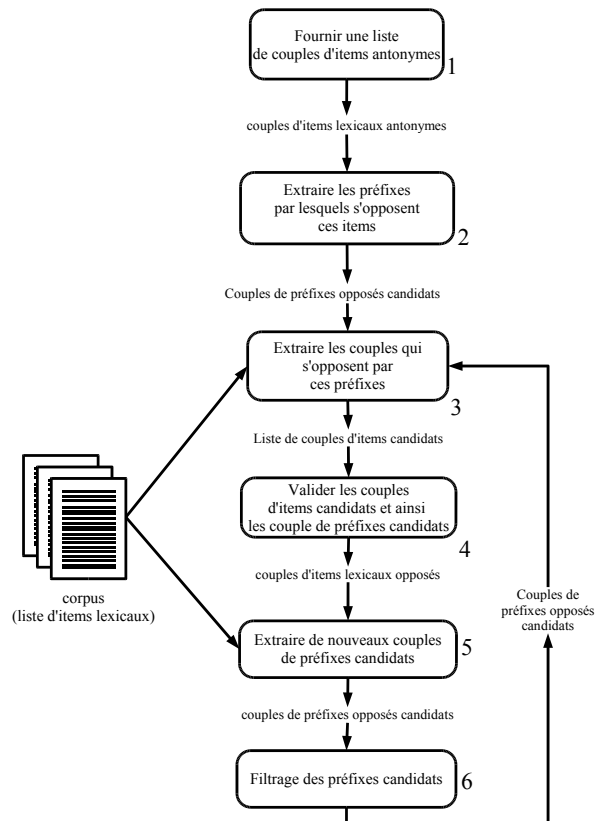 Fournir une liste
de couples d'items antonymes
1
couples d'items lexicaux antonymes
Extraire les préfixes
par lesquels s'opposent
ces items
2
Couples de préfixes opposés candidats
Extraire les couples qui
s'opposent par
ces préfixes
3
Liste de couples d'items candidats
Valider les couples
d'items candidats et ainsi
les couple de préfixes candidats
4
couples d'items lexicaux opposés
corpus
(liste d'items lexicaux)
Couples de
préfixes opposés
candidats
Extraire de nouveaux couples
de préfixes candidats
5
couples de préfixes opposés candidats
Filtrage des préfixes candidats
6